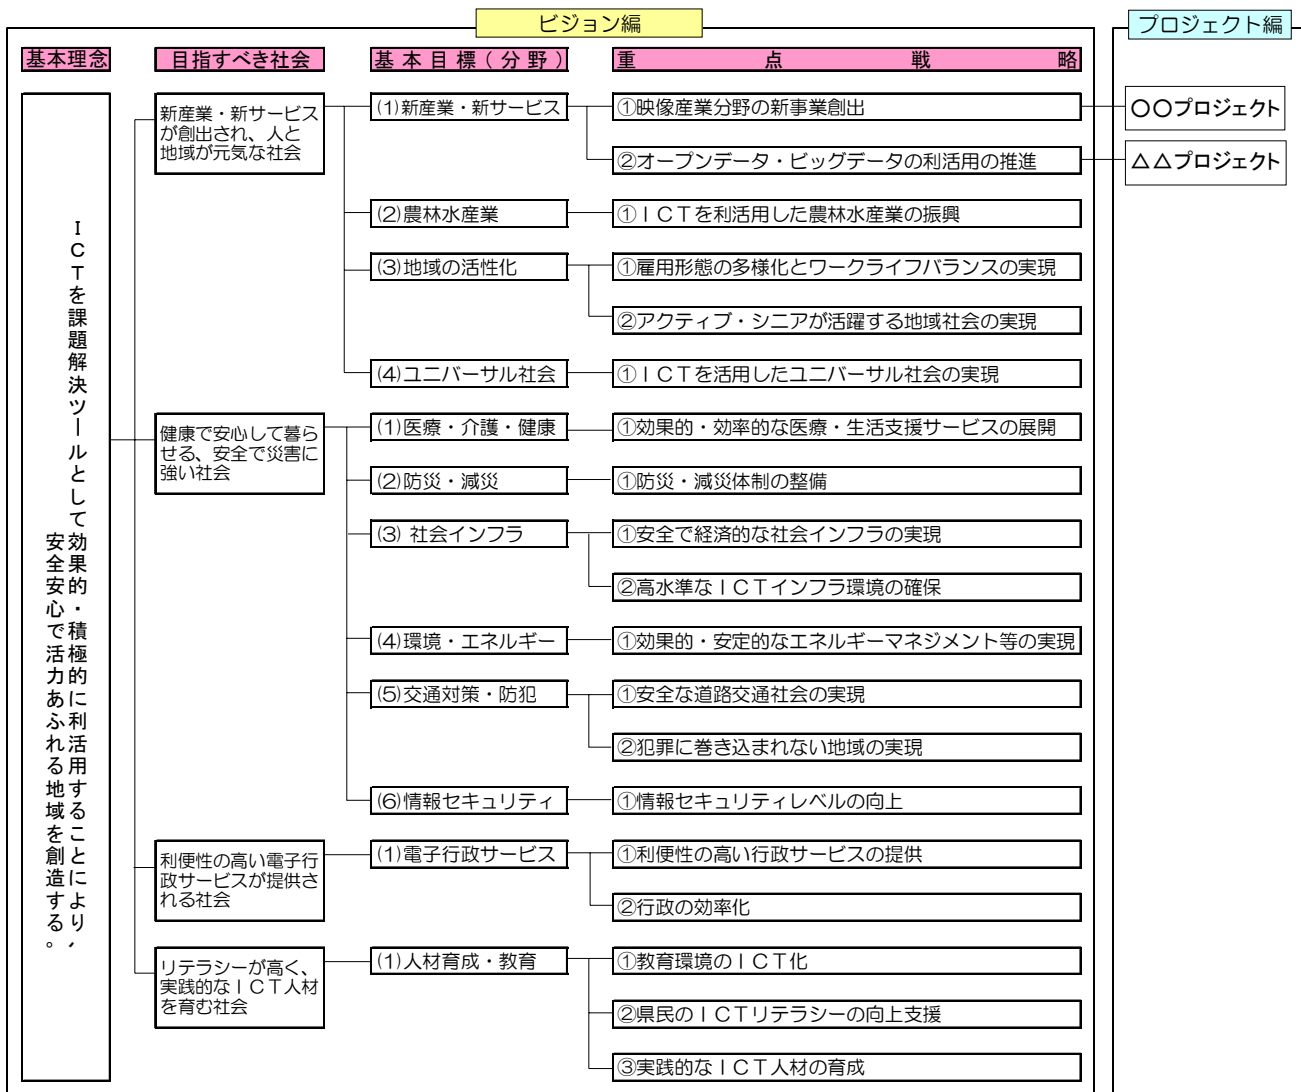 ビジョン編
プロジェクト編
基本理念
目指すべき社会
基本目標(分野)
重点戦略
ICTを課題解決ツールとして効果的・積極的に利活用することにより、
安全安心で活力あふれる地域を創造する。
新産業・新サービス
が創出され、人と
地域が元気な社会
(1)新産業・新サービス
①映像産業分野の新事業創出
〇〇プロジェクト
②オープンデータ・ビッグデータの利活用の推進
△△プロジェクト
(2)農林水産業
①ICTを利活用した農林水産業の振興
(3)地域の活性化
①雇用形態の多様化とワークライフバランスの実現
②アクティブ・シニアが活躍する地域社会の実現
(4)ユニバーサル社会
①ICTを活用したユニバーサル社会の実現
健康で安心して暮ら
せる、安全で災害に
強い社会
(1)医療・介護・健康
①効果的・効率的な医療・生活支援サービスの展開
(2)防災・減災
①防災・減災体制の整備
(3) 社会インフラ
①安全で経済的な社会インフラの実現
②高水準なICTインフラ環境の確保
(4)環境・エネルギー
①効果的・安定的なエネルギーマネジメント等の実現
(5)交通対策・防犯
①安全な道路交通社会の実現
②犯罪に巻き込まれない地域の実現
(6)情報セキュリティ
①情報セキュリティレベルの向上
利便性の高い電子行
政サービスが提供さ
れる社会
(1)電子行政サービス
①利便性の高い行政サービスの提供
②行政の効率化
リテラシーが高く、
実践的なICT人材
を育む社会
(1)人材育成・教育
①教育環境のICT化
②県民のICTリテラシーの向上支援
③実践的なICT人材の育成